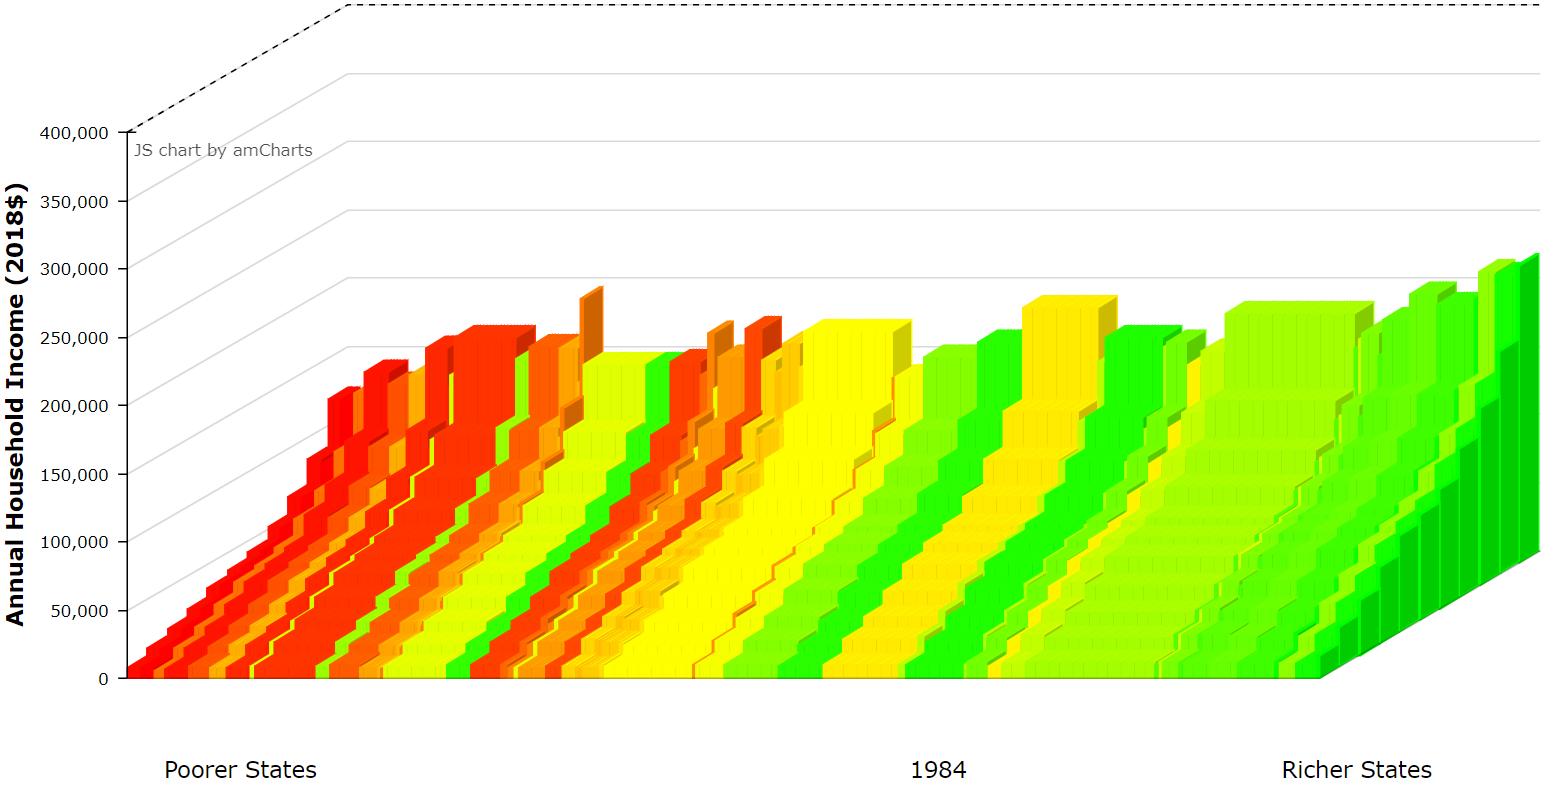 400,000
JS chart by amCharts
350,000
300,000
250,000
200,000
150,000
100,000
50,000
0
Annual Household Income (2018$)
Poorer States
1984
Richer States